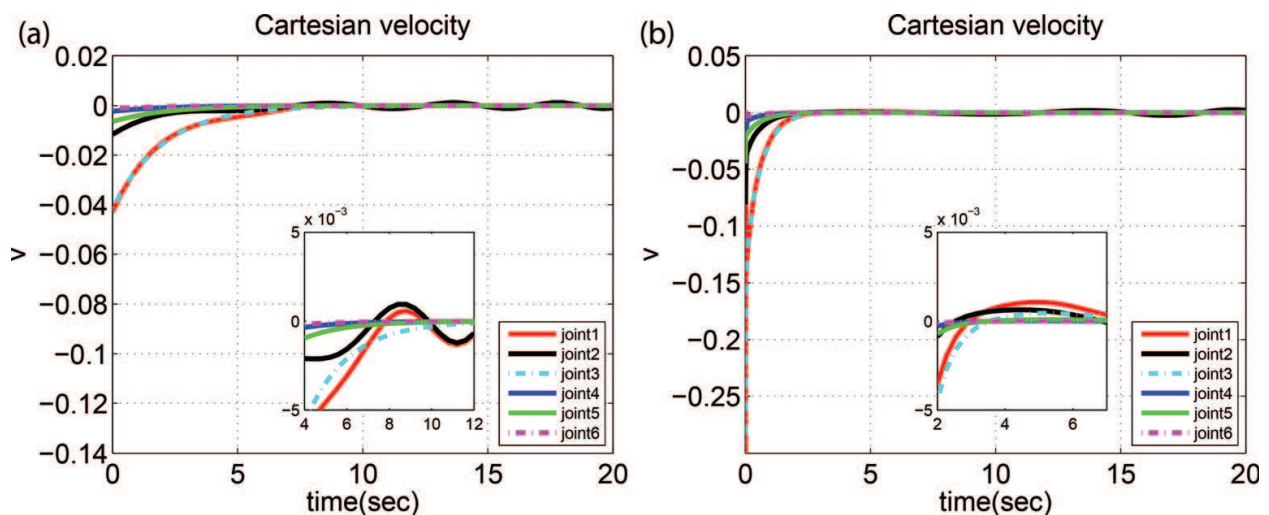 (a)
Cartesian velocity
0.02
0
−0.02
−0.04
−0.06
−0.08
−0.1
−0.12
−0.14
v
0
5
10
15
20
time(sec)
x 10⁻³
5
0
−5
4
6
8
10
12
joint1
joint2
joint3
joint4
joint5
joint6
(b)
Cartesian velocity
0.05
0
−0.05
−0.1
−0.15
−0.2
−0.25
v
0
5
10
15
20
time(sec)
x 10⁻³
5
0
−5
2
4
6
joint1
joint2
joint3
joint4
joint5
joint6